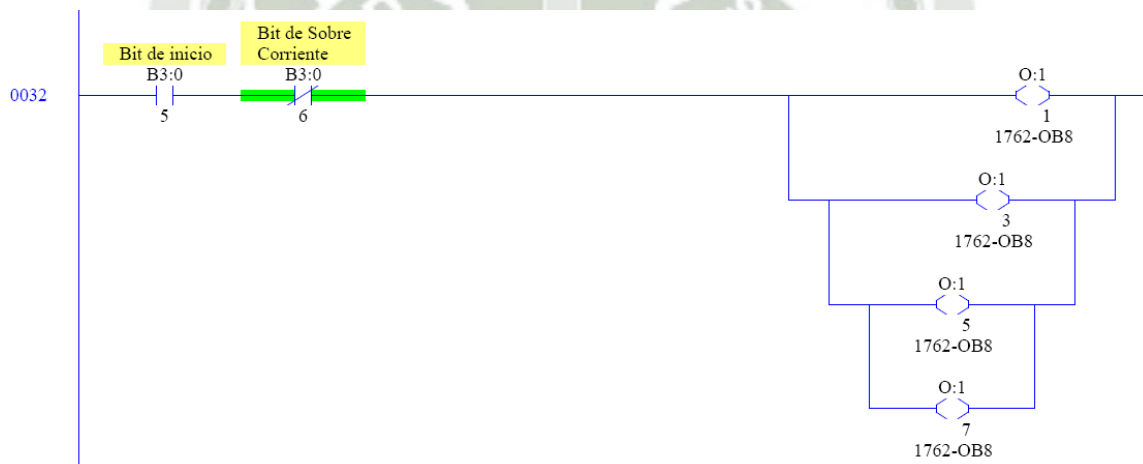 Bit de inicio
B3:0
5
Bit de Sobre
Corriente
B3:0
6
0032
O:1
1
1762-OB8
O:1
3
1762-OB8
O:1
5
1762-OB8
O:1
7
1762-OB8